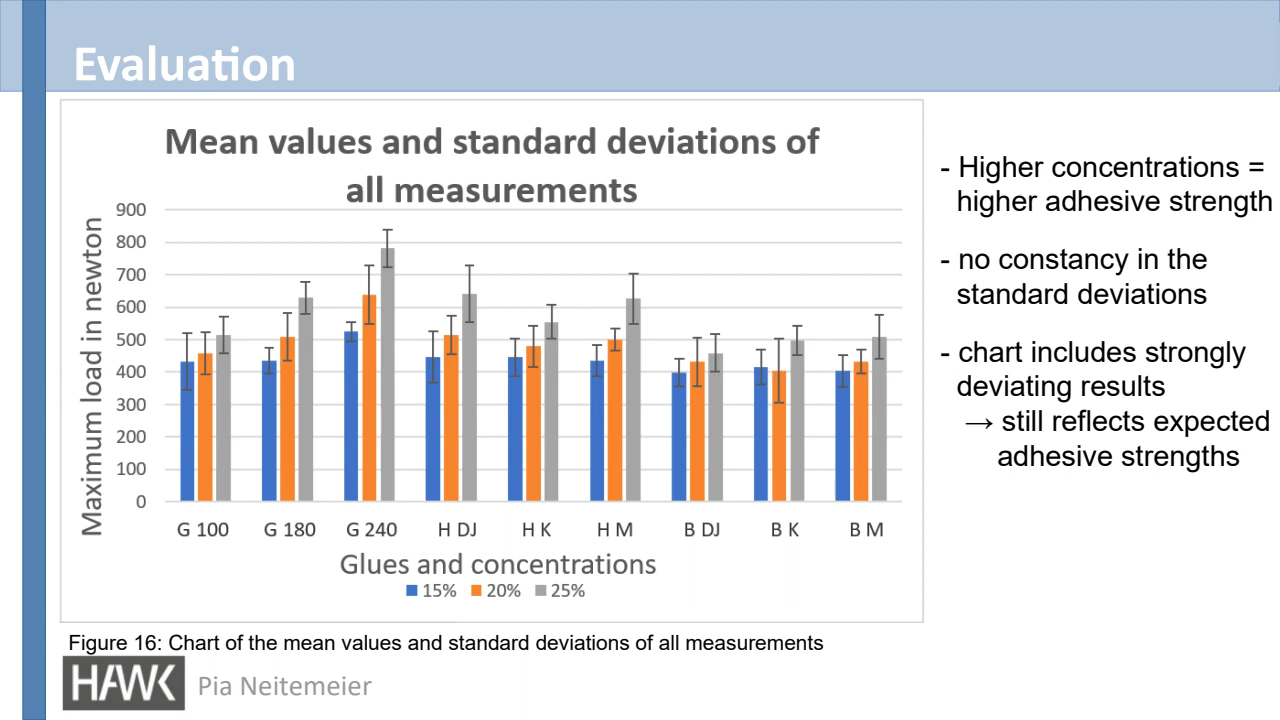 Evaluation
Mean values and standard deviations of
all measurements
Maximum load in newton
900
800
700
600
500
400
300
200
100
0
G 100 G 180 G 240 H DJ H K H M B DJ B K B M
Glues and concentrations
15% 20% 25%
- Higher concentrations =
higher adhesive strength
- no constancy in the
standard deviations
- chart includes strongly
deviating results
→ still reflects expected
adhesive strengths
Figure 16: Chart of the mean values and standard deviations of all measurements
HAWK
Pia Neitemeier